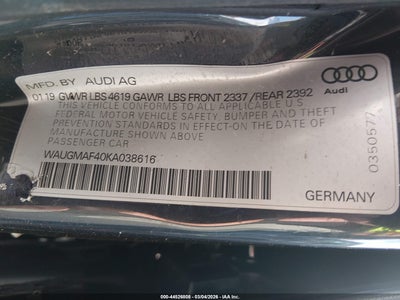 MFD. BY AUDI AG
01 19 GVWR LBS 4619 GAWR LBS FRONT 2337 / REAR 2392
THIS VEHICLE CONFORMS TO ALL APPLICABLE U.S.
FEDERAL MOTOR VEHICLE SAFETY, BUMPER AND THEFT
PREVENTION STANDARDS IN EFFECT ON THE DATE OF
MANUFACTURE SHOWN ABOVE
PASSENGER CAR
WAUGMAF40KA038616
Audi
0350577
GERMANY
000-44526008 - 03/04/2026 - IAA Inc.